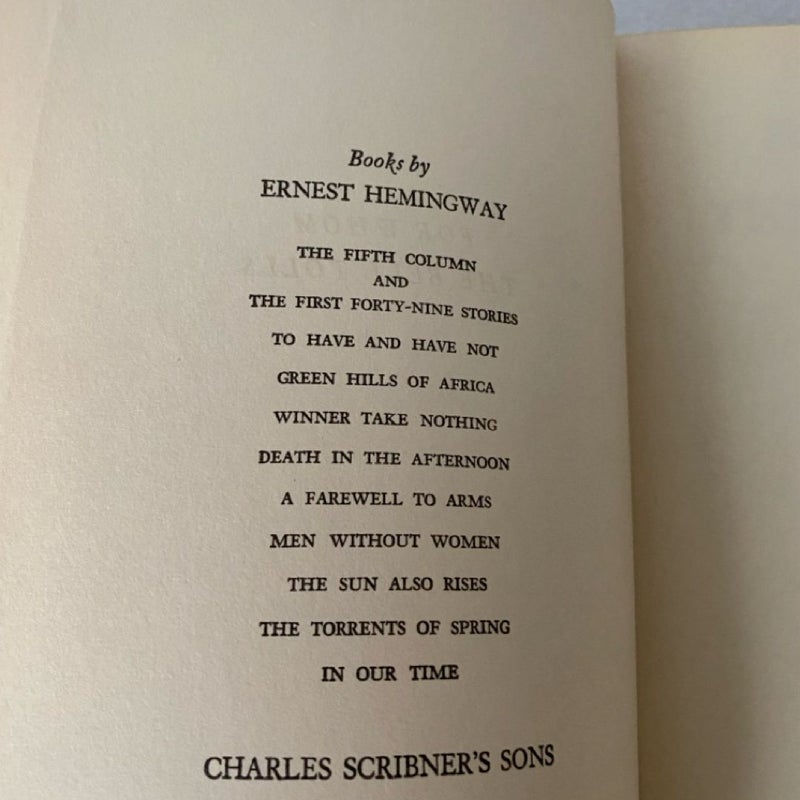 Books by
ERNEST HEMINGWAY
THE FIFTH COLUMN
AND
THE FIRST FORTY-NINE STORIES
TO HAVE AND HAVE NOT
GREEN HILLS OF AFRICA
WINNER TAKE NOTHING
DEATH IN THE AFTERNOON
A FAREWELL TO ARMS
MEN WITHOUT WOMEN
THE SUN ALSO RISES
THE TORRENTS OF SPRING
IN OUR TIME
CHARLES SCRIBNER'S SONS